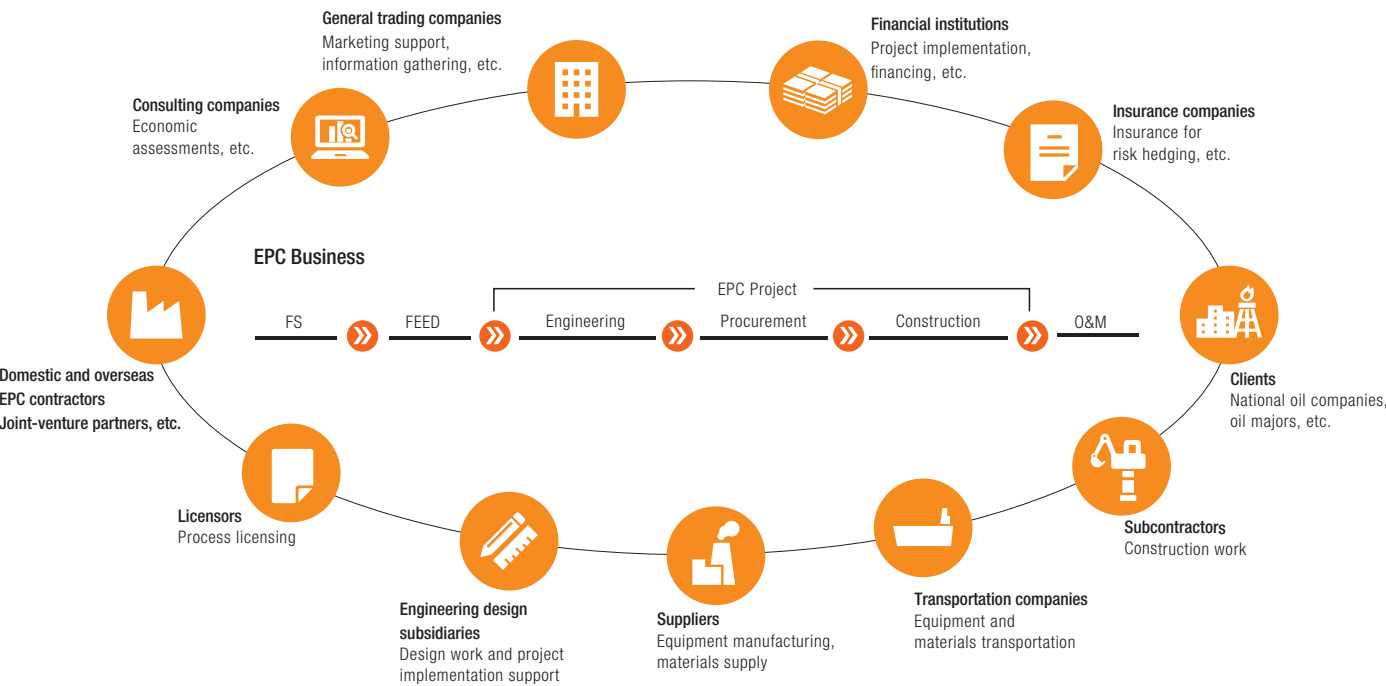 General trading companies
Marketing support,
information gathering, etc.
Financial institutions
Project implementation,
financing, etc.
Consulting companies
Economic
assessments, etc.
Insurance companies
Insurance for
risk hedging, etc.
EPC Business
EPC Project
FS
FEED
Engineering
Procurement
Construction
O&M
Domestic and overseas
EPC contractors
Joint-venture partners, etc.
Clients
National oil companies,
oil majors, etc.
Licensors
Process licensing
Subcontractors
Construction work
Engineering design
subsidiaries
Design work and project
implementation support
Suppliers
Equipment manufacturing,
materials supply
Transportation companies
Equipment and
materials transportation